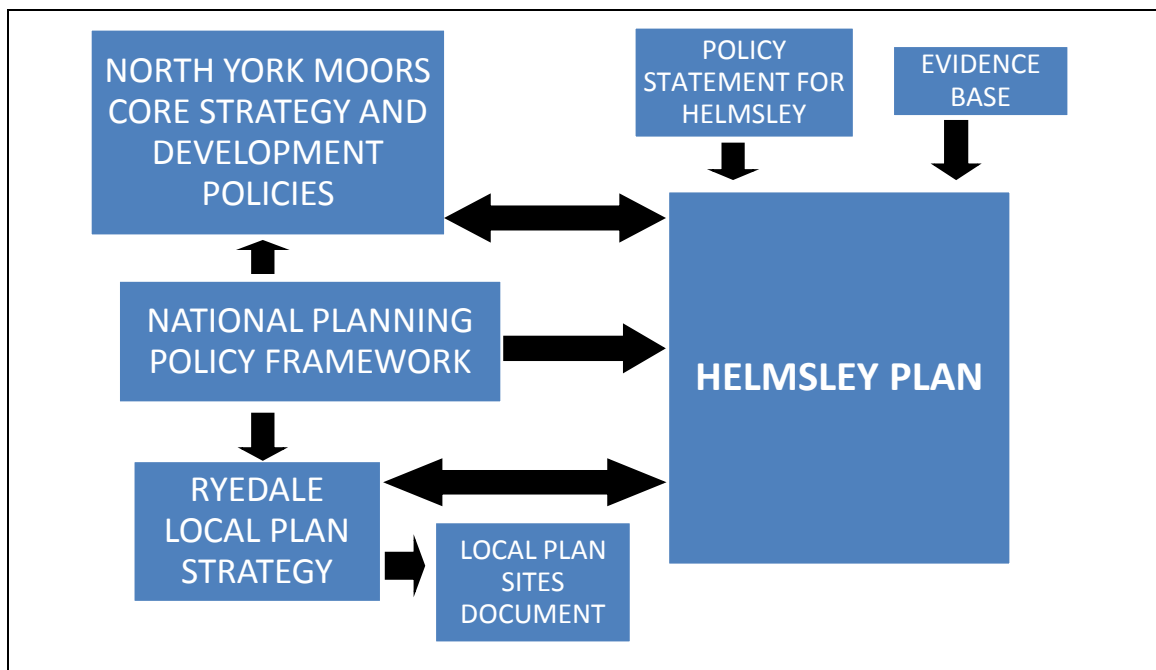 NORTH YORK MOORS
CORE STRATEGY AND
DEVELOPMENT
POLICIES
POLICY
STATEMENT FOR
HELMSLEY
EVIDENCE
BASE
NATIONAL PLANNING
POLICY FRAMEWORK
HELMSLEY PLAN
RYEDALE
LOCAL PLAN
STRATEGY
LOCAL PLAN
SITES
DOCUMENT